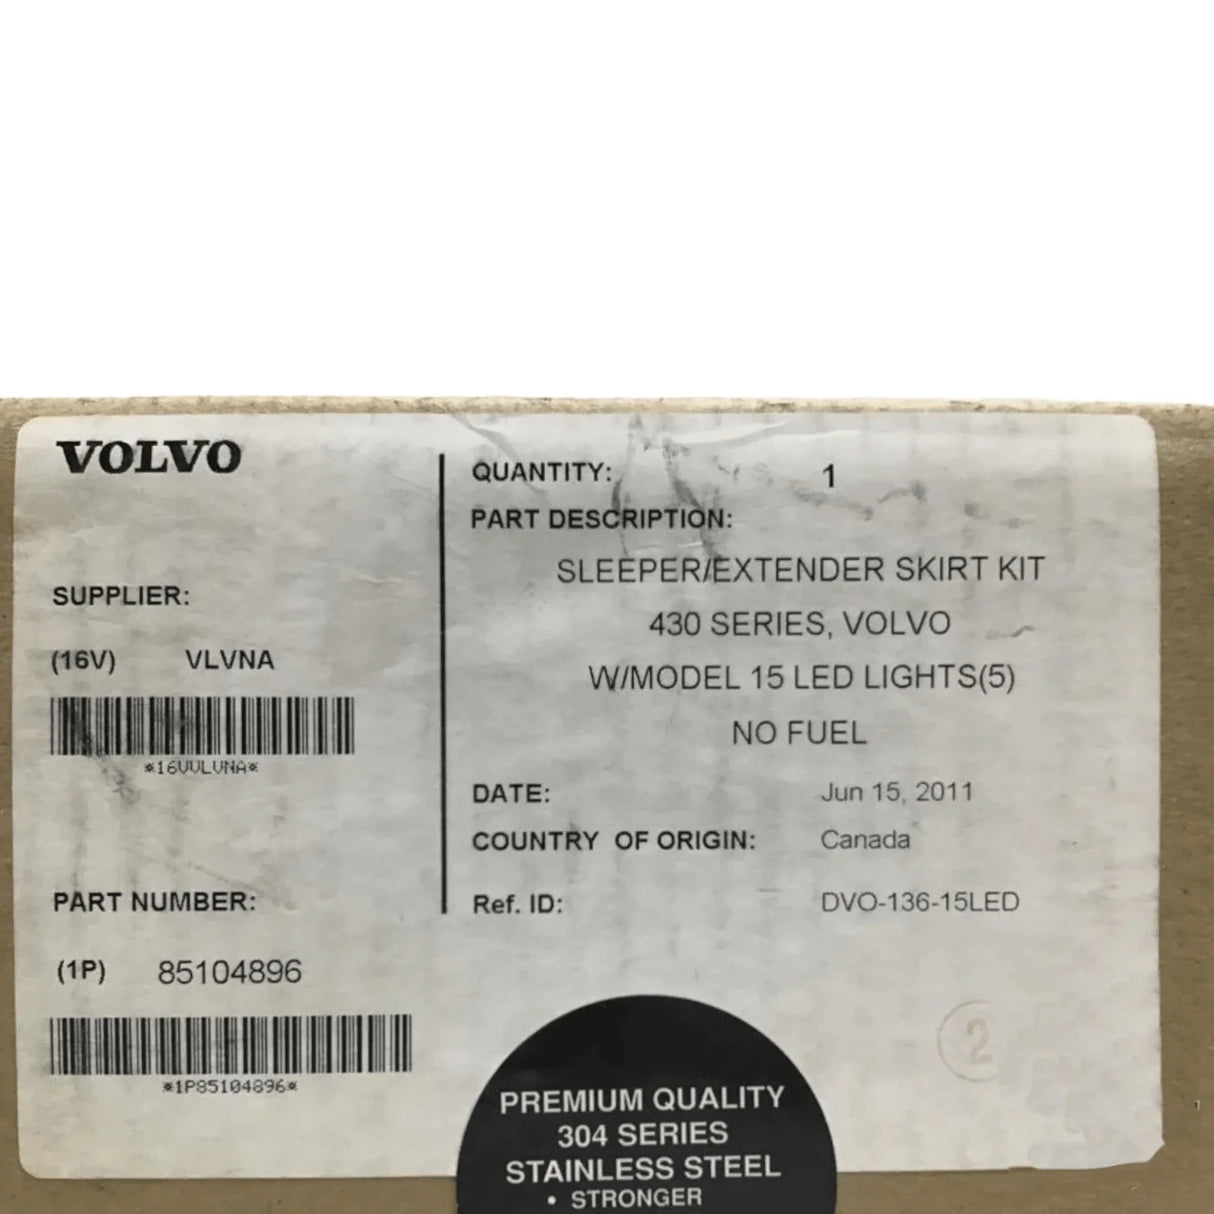 VOLVO
SUPPLIER:
(16V) VLVNA
*16VVLVNA*
PART NUMBER:
(1P) 85104896
*1P85104896*
QUANTITY: 1
PART DESCRIPTION:
SLEEPER/EXTENDER SKIRT KIT
430 SERIES, VOLVO
W/MODEL 15 LED LIGHTS(5)
NO FUEL
DATE: Jun 15, 2011
COUNTRY OF ORIGIN: Canada
Ref. ID: DVO-136-15LED
2
PREMIUM QUALITY
304 SERIES
STAINLESS STEEL
• STRONGER